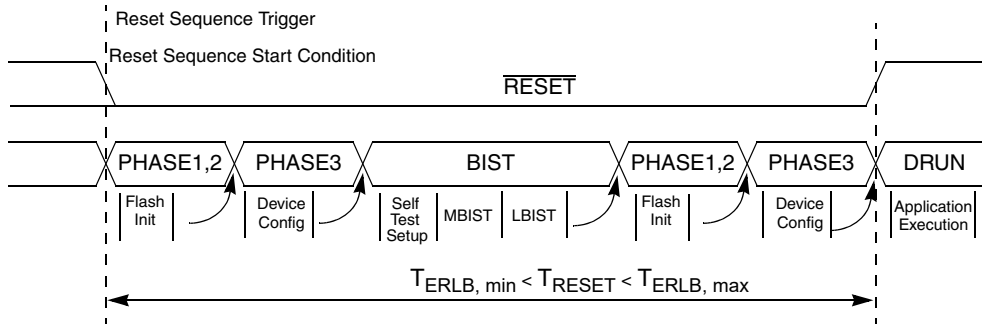 Reset Sequence Trigger
Reset Sequence Start Condition
RESET
PHASE1,2 PHASE3 BIST PHASE1,2 PHASE3 DRUN
Flash Init
Device Config
Self Test Setup
MBIST
LBIST
Flash Init
Device Config
Application Execution
TERLB, min < TRESET < TERLB, max